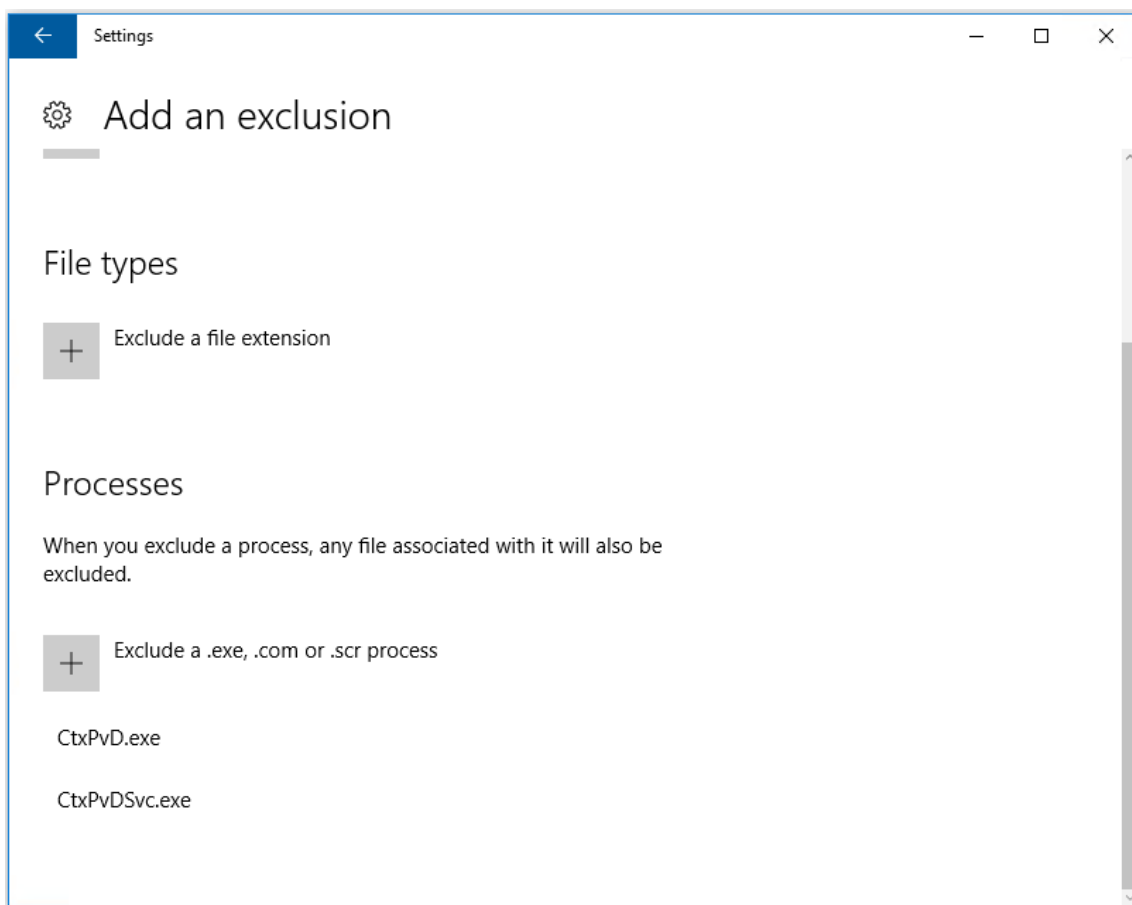 Settings
Add an exclusion
File types
Exclude a file extension
Processes
When you exclude a process, any file associated with it will also be
excluded.
Exclude a .exe, .com or .scr process
CtxPvD.exe
CtxPvDSvc.exe